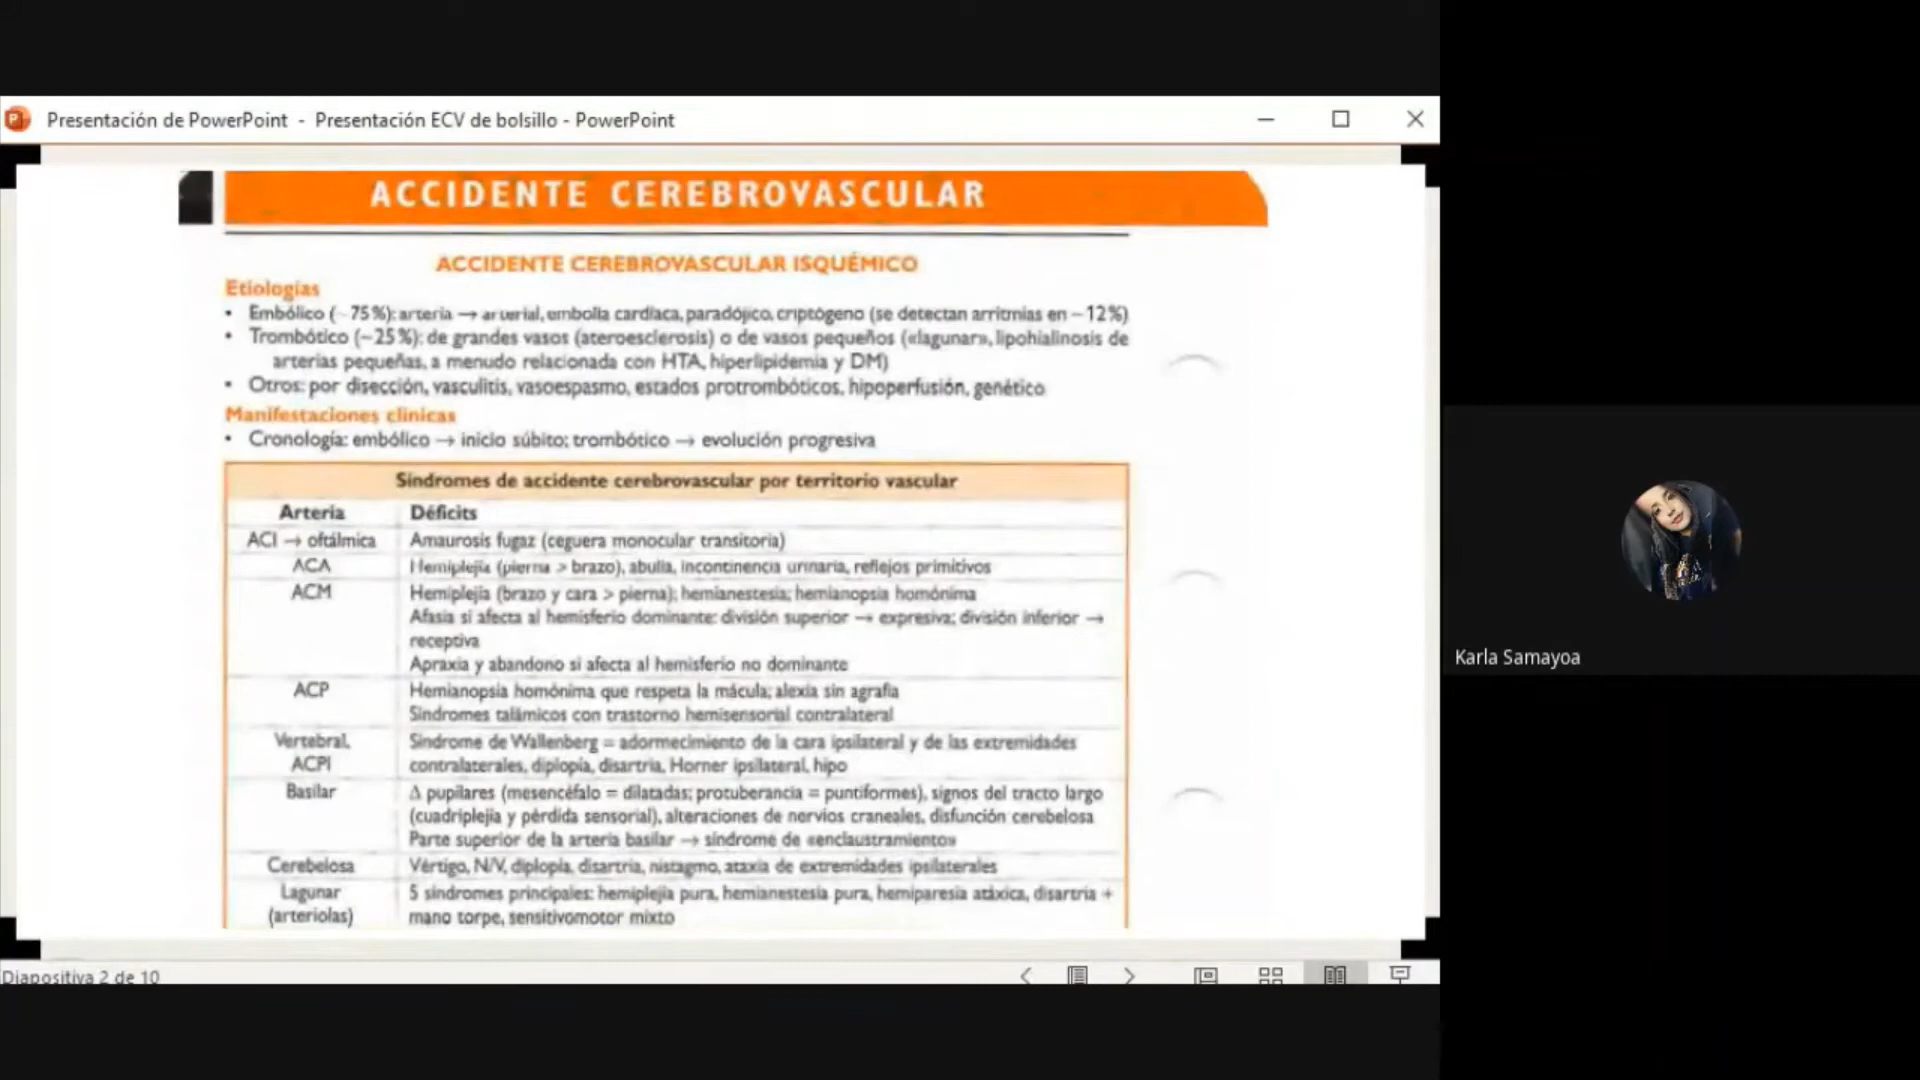 Presentación de PowerPoint - Presentación ECV de bolsillo - PowerPoint
ACCIDENTE CEREBROVASCULAR
ACCIDENTE CEREBROVASCULAR ISQUÉMICO
Etiologías
• Embólico (~75%): arteria → arterial, embolia cardíaca, paradójico, criptógeno (se detectan arritmias en ~12%)
• Trombótico (~25%): de grandes vasos (ateroesclerosis) o de vasos pequeños («lagunar», lipohialinosis de
arterias pequeñas, a menudo relacionada con HTA, hiperlipidemia y DM)
• Otros: por disección, vasculitis, vasoespasmo, estados protrombóticos, hipoperfusión, genético
Manifestaciones clínicas
• Cronología: embólico → inicio súbito; trombótico → evolución progresiva
Síndromes de accidente cerebrovascular por territorio vascular
Arteria Déficits
ACI → oftálmica Amaurosis fugaz (ceguera monocular transitoria)
ACA Hemiplejía (pierna > brazo), abulia, incontinencia urinaria, reflejos primitivos
ACM Hemiplejía (brazo y cara > pierna); hemianestesia; hemianopsia homónima
Afasia si afecta al hemisferio dominante: división superior → expresiva; división inferior →
receptiva
Apraxia y abandono si afecta al hemisferio no dominante
ACP Hemianopsia homónima que respeta la mácula; alexia sin agrafia
Síndromes talámicos con trastorno hemisensorial contralateral
Vertebral, Síndrome de Wallenberg = adormecimiento de la cara ipsilateral y de las extremidades
ACPI contralaterales, diplopía, disartria, Horner ipsilateral, hipo
Basilar Δ pupilares (mesencéfalo = dilatadas; protuberancia = puntiformes), signos del tracto largo
(cuadriplejía y pérdida sensorial), alteraciones de nervios craneales, disfunción cerebelosa
Parte superior de la arteria basilar → síndrome de «enclaustramiento»
Cerebelosa Vértigo, N/V, diplopía, disartria, nistagmo, ataxia de extremidades ipsilaterales
Lagunar 5 síndromes principales: hemiplejía pura, hemianestesia pura, hemiparesia atáxica, disartria +
(arteriolas) mano torpe, sensitivomotor mixto
Diapositiva 2 de 10
Karla Samayoa